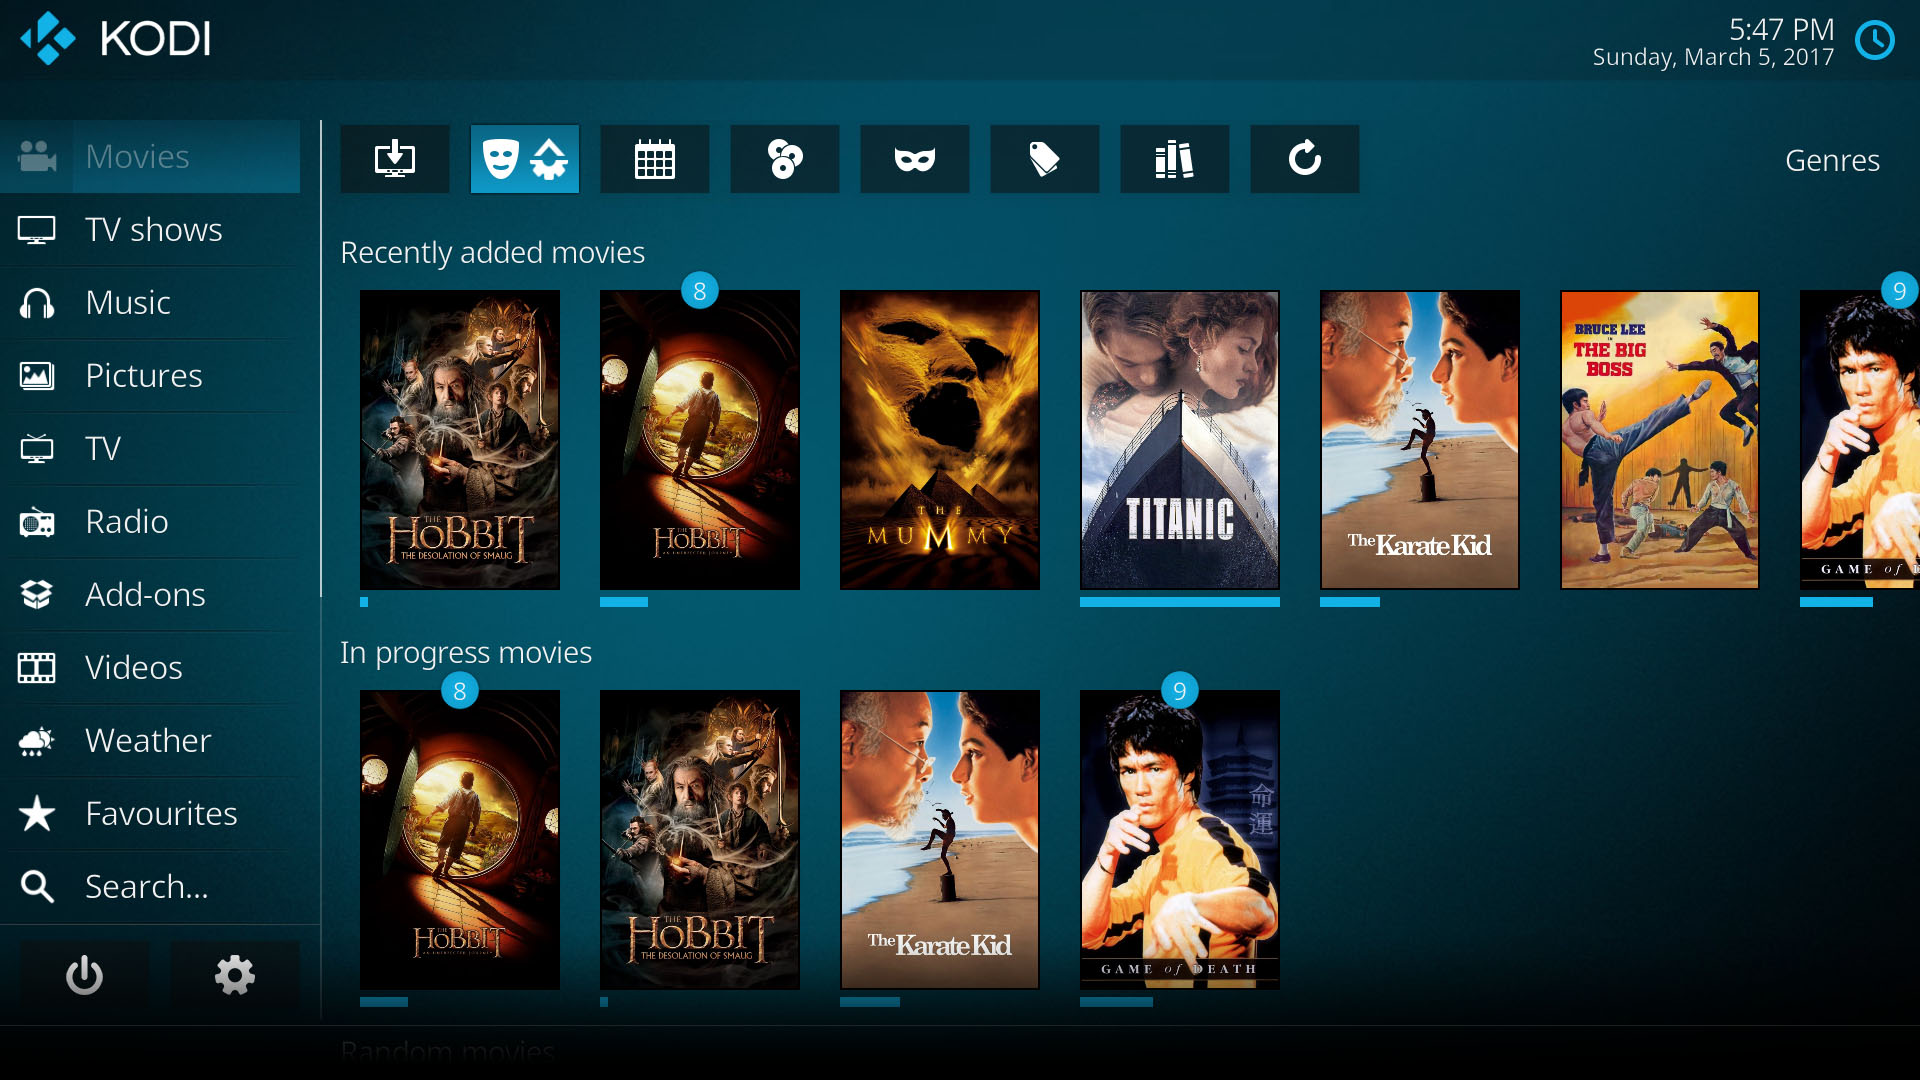 KODI
5:47 PM
Sunday, March 5, 2017
Movies
TV shows
Music
Pictures
TV
Radio
Add-ons
Videos
Weather
Favourites
Search...
Genres
Recently added movies
8
9
THE
HOBBIT
THE DESOLATION OF SMAUG
THE
HOBBIT
AN UNEXPECTED JOURNEY
THE
MUMMY
TITANIC
The Karate Kid
BRUCE LEE
IN
THE BIG
BOSS
GAME of
In progress movies
8
9
THE
HOBBIT
AN UNEXPECTED JOURNEY
THE
HOBBIT
THE DESOLATION OF SMAUG
The Karate Kid
命
運
GAME of DEATH
Random movies